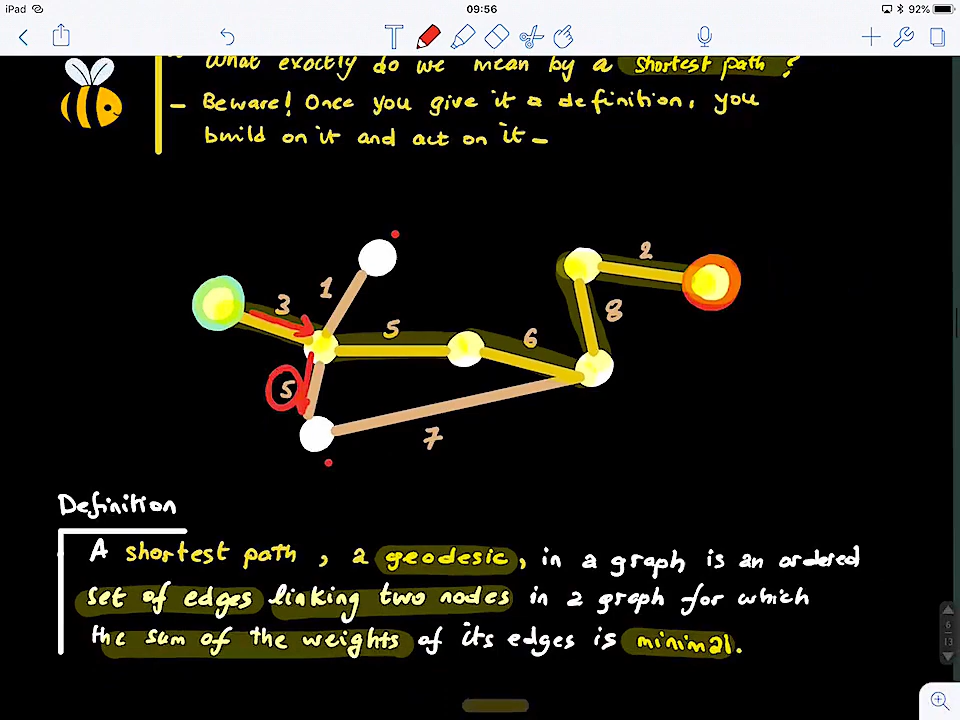 iPad
09:56
92%
T
What exactly do we mean by a shortest path?
- Beware! Once you give it a definition, you
build on it and act on it -
2
3
1
5
6
8
5
7
Definition
A shortest path, a geodesic, in a graph is an ordered
set of edges linking two nodes in a graph for which
the sum of the weights of its edges is minimal.
6
13